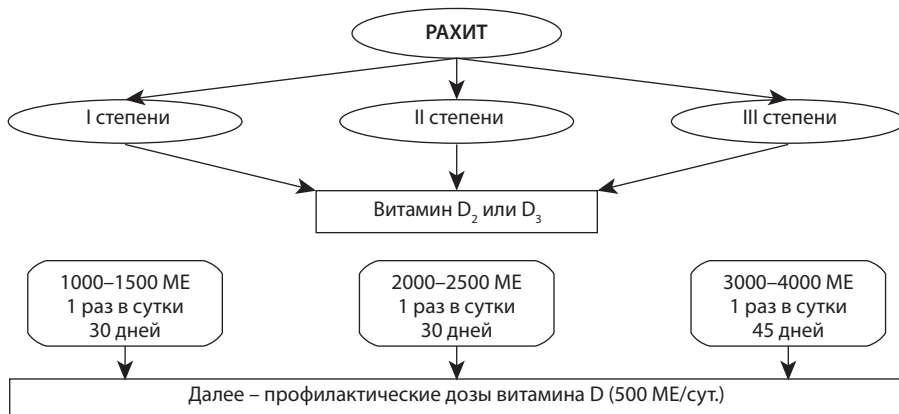 РАХИТ
I степени
II степени
III степени
Витамин D₂ или D₃
1000–1500 МЕ
1 раз в сутки
30 дней
2000–2500 МЕ
1 раз в сутки
30 дней
3000–4000 МЕ
1 раз в сутки
45 дней
Далее – профилактические дозы витамина D (500 МЕ/сут.)